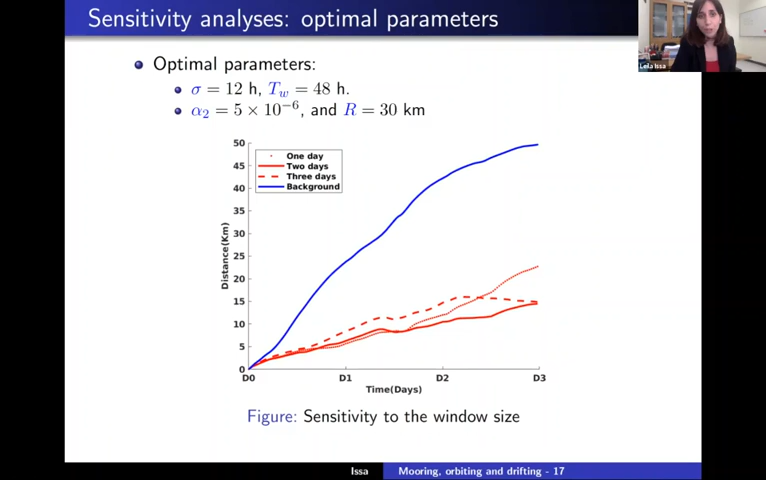 Sensitivity analyses: optimal parameters
Leila Issa
Optimal parameters:
σ = 12 h, T_w = 48 h.
α₂ = 5 × 10⁻⁶, and R = 30 km
50
45
40
35
30
25
20
15
10
5
0
Distance(Km)
One day
Two days
Three days
Background
D0 D1 D2 D3
Time(Days)
Figure: Sensitivity to the window size
Issa Mooring, orbiting and drifting - 17